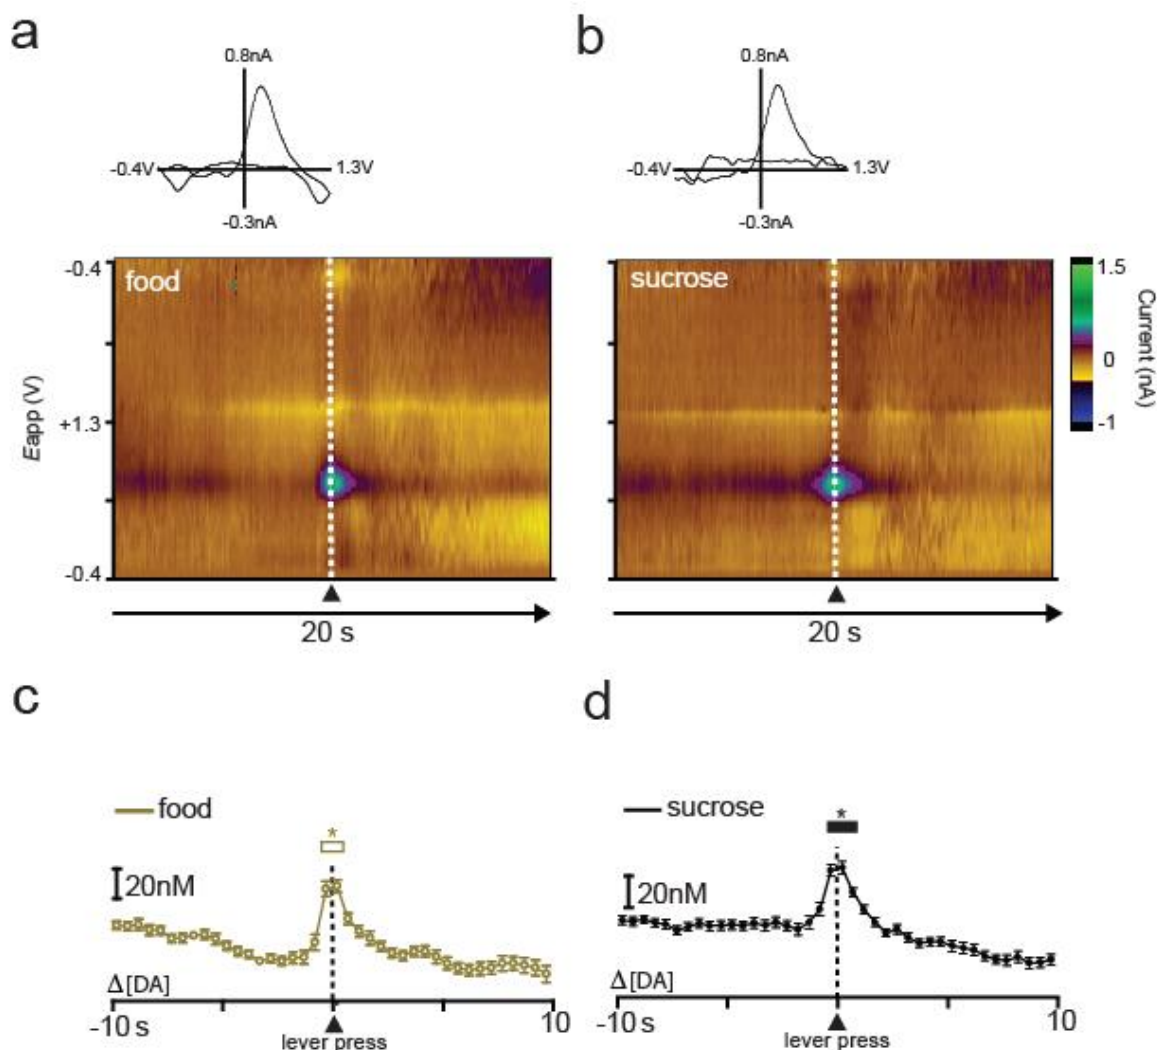 a
0.8nA
-0.4V
1.3V
-0.3nA
b
0.8nA
-0.4V
1.3V
-0.3nA
food
-0.4
Eapp (V)
+1.3
-0.4
20 s
sucrose
20 s
1.5
0
-1
Current (nA)
c
food
*
20nM
Δ[DA]
-10 s
10
lever press
d
sucrose
*
20nM
Δ[DA]
-10 s
10
lever press